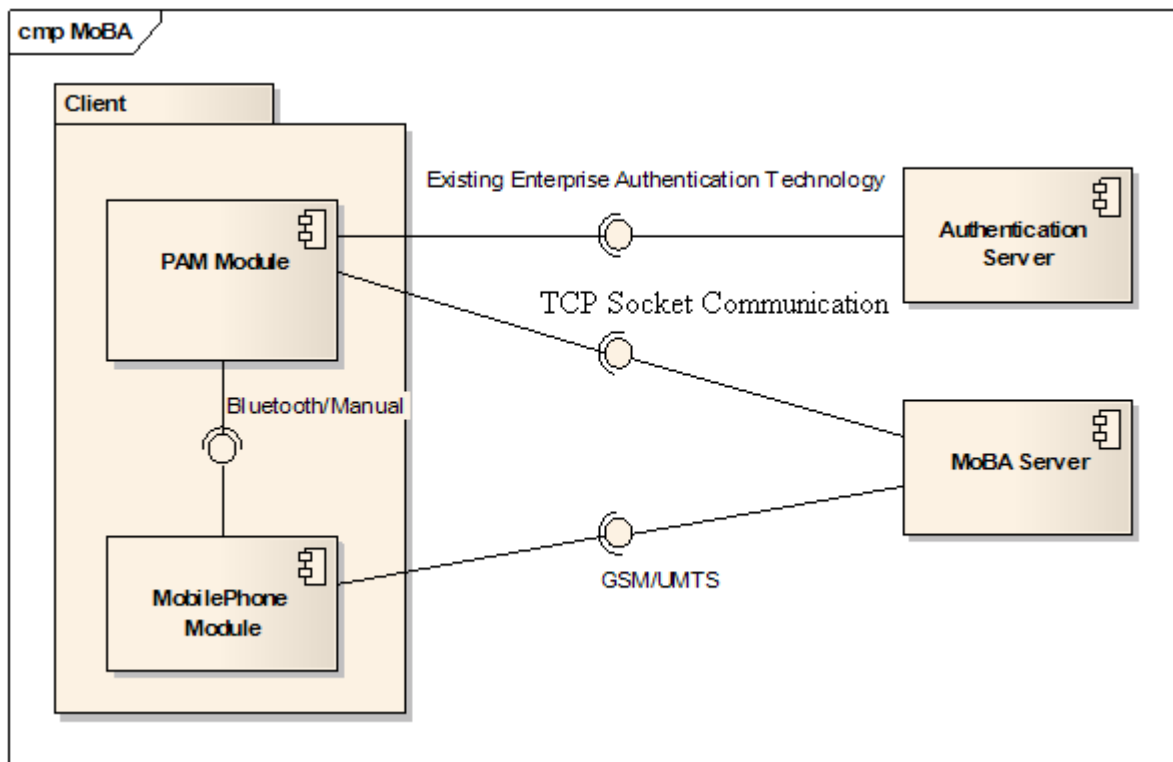 cmp MoBA
Client
Existing Enterprise Authentication Technology
PAM Module
Authentication
Server
TCP Socket Communication
Bluetooth/Manual
MoBA Server
MobilePhone
Module
GSM/UMTS